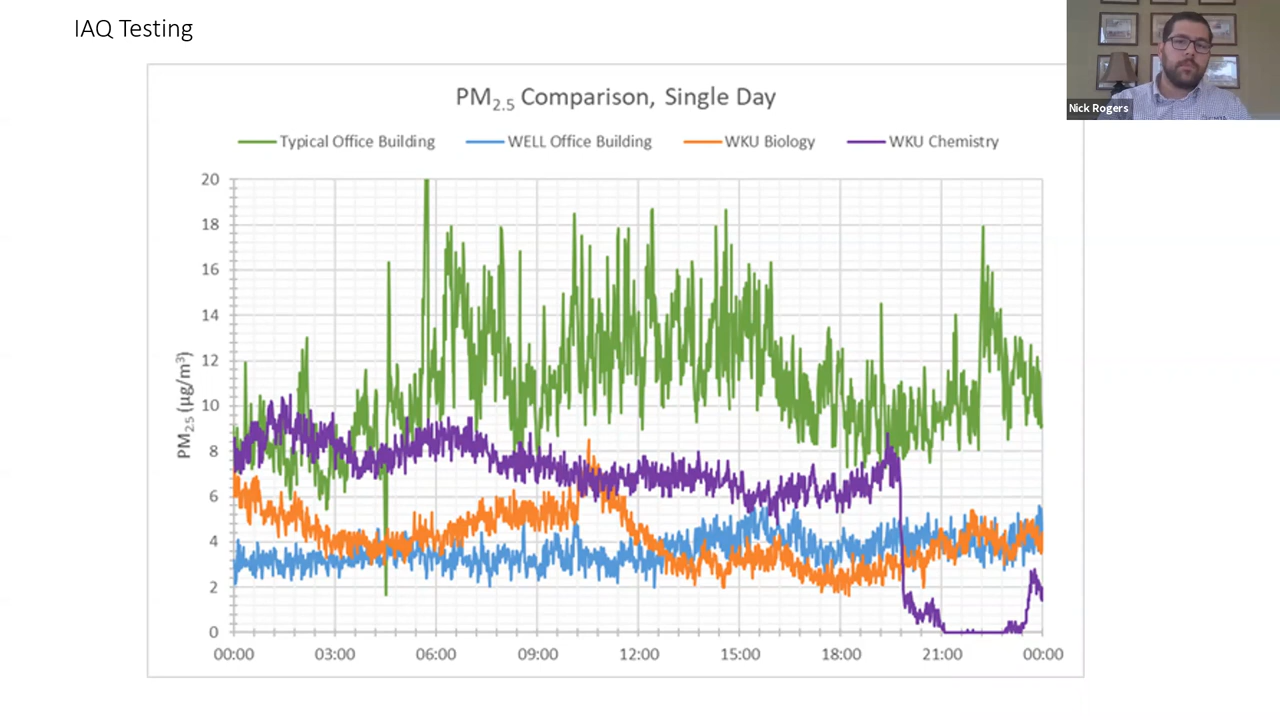 IAQ Testing
Nick Rogers
PM2.5 Comparison, Single Day
Typical Office Building WELL Office Building WKU Biology WKU Chemistry
PM2.5 (µg/m³)
20
18
16
14
12
10
8
6
4
2
0
00:00 03:00 06:00 09:00 12:00 15:00 18:00 21:00 00:00